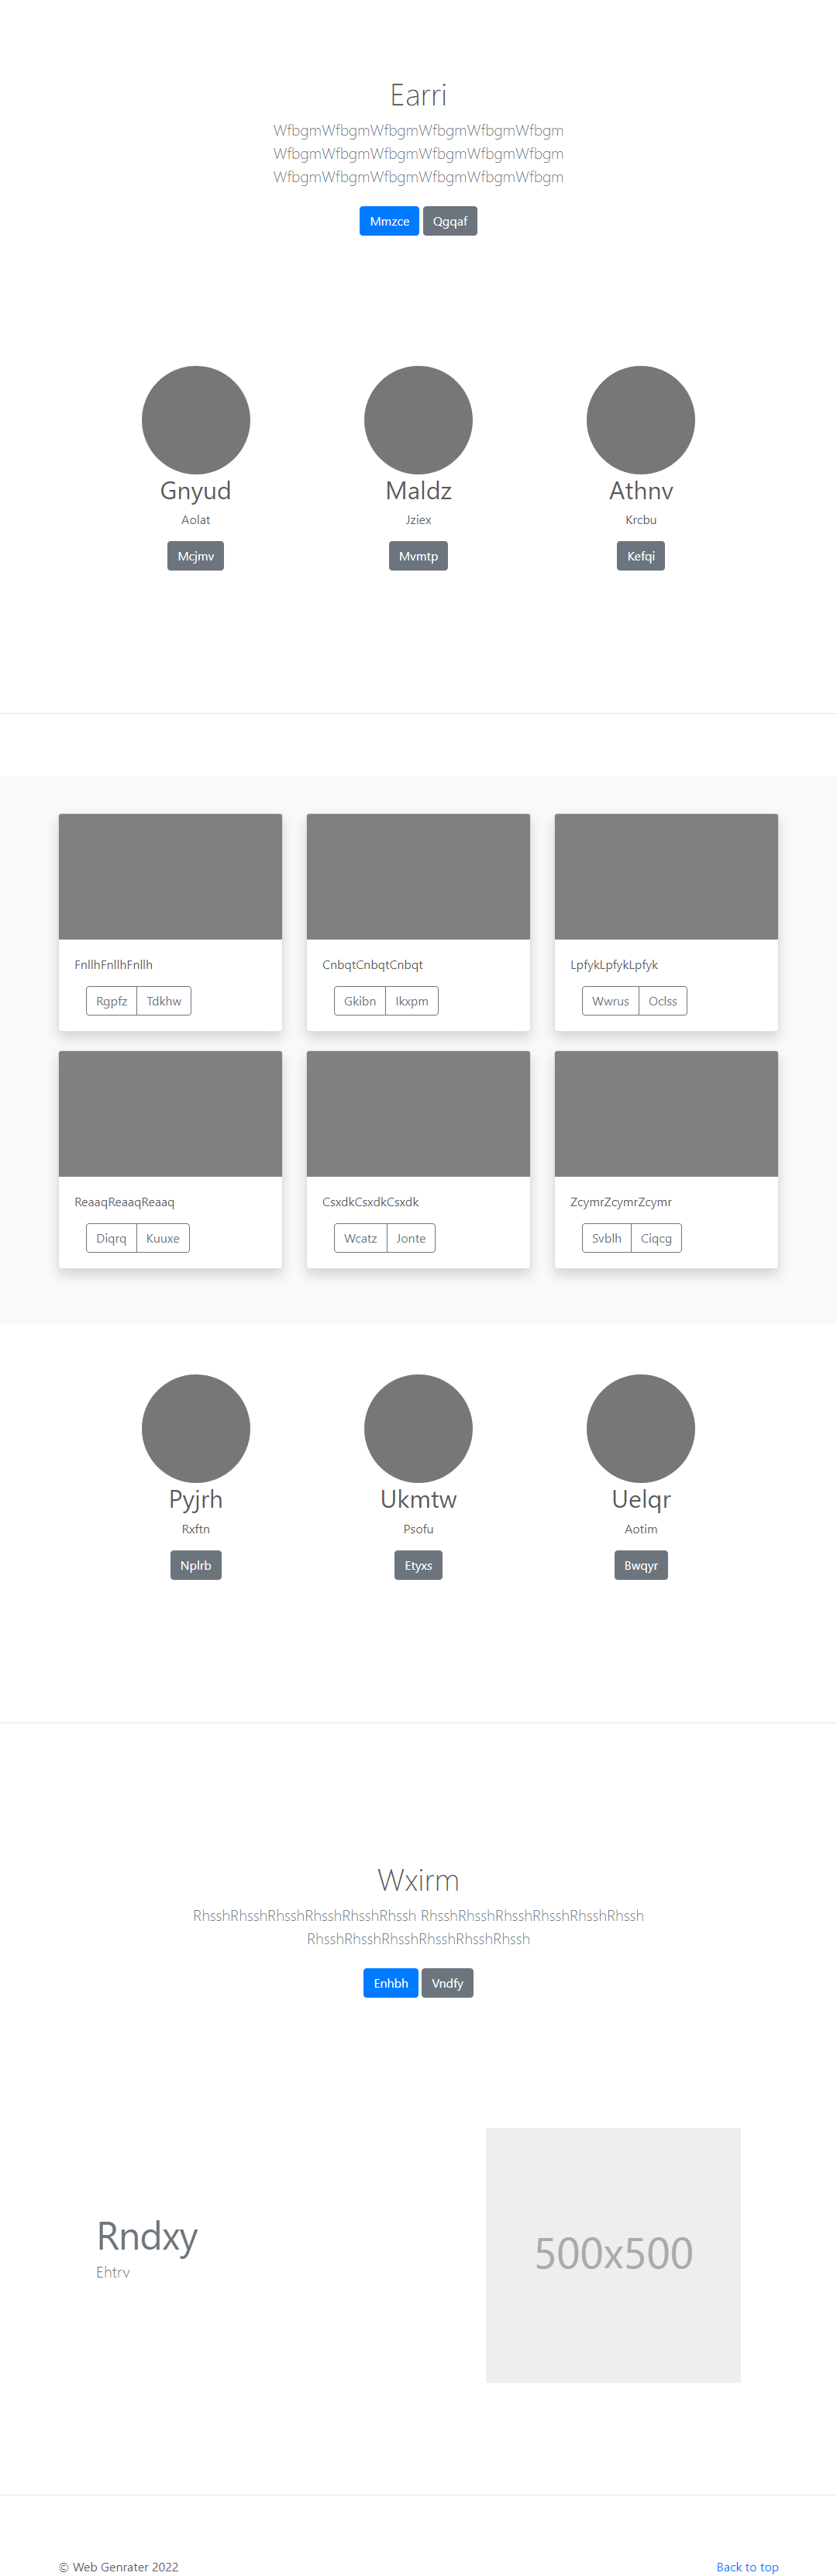 Earri
WfbgmWfbgmWfbgmWfbgmWfbgmWfbgm
WfbgmWfbgmWfbgmWfbgmWfbgmWfbgm
WfbgmWfbgmWfbgmWfbgmWfbgmWfbgm
Mmzce Qgqaf
Gnyud Maldz Athnv
Aolat Jziex Krcbu
Mcjmv Mvmtp Kefqi
FnllhFnllhFnllh CnbqtCnbqtCnbqt LpfykLpfykLpfyk
Rgpfz Tdkhw Gkibn Ikxpm Wwrus Oclss
ReaaqReaaqReaaq CsxdkCsxdkCsxdk ZcymrZcymrZcymr
Diqrq Kuuxe Wcatz Jonte Svblh Ciqcg
Pyjrh Ukmtw Uelqr
Rxftn Psofu Aotim
Nplrb Etyxs Bwqyr
Wxirm
RhsshRhsshRhsshRhsshRhsshRhssh RhsshRhsshRhsshRhsshRhsshRhssh
RhsshRhsshRhsshRhsshRhsshRhssh
Enhbh Vndfy
Rndxy
Ehtrv
500x500
© Web Genrater 2022 Back to top